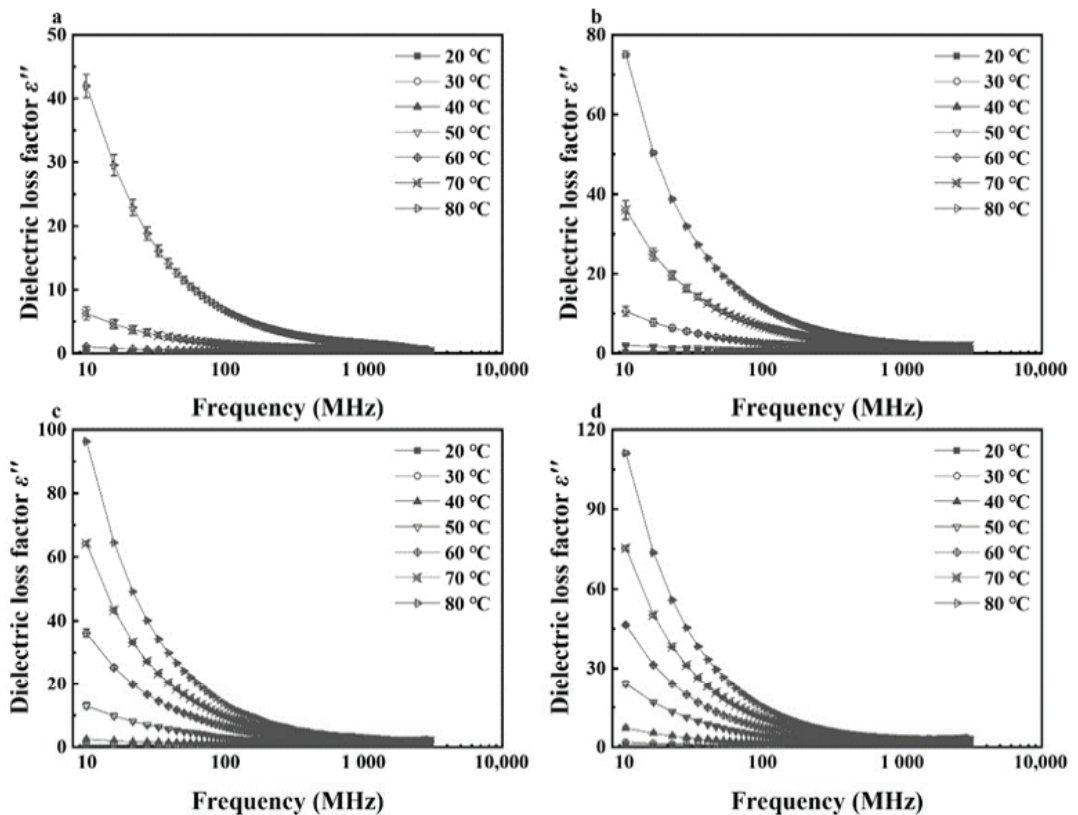 a
Dielectric loss factor ε″
50
40
30
20
10
0
20 °C
30 °C
40 °C
50 °C
60 °C
70 °C
80 °C
10
100
1 000
10,000
Frequency (MHz)
b
Dielectric loss factor ε″
80
60
40
20
0
20 °C
30 °C
40 °C
50 °C
60 °C
70 °C
80 °C
10
100
1 000
10,000
Frequency (MHz)
c
Dielectric loss factor ε″
100
80
60
40
20
0
20 °C
30 °C
40 °C
50 °C
60 °C
70 °C
80 °C
10
100
1 000
10,000
Frequency (MHz)
d
Dielectric loss factor ε″
120
90
60
30
0
20 °C
30 °C
40 °C
50 °C
60 °C
70 °C
80 °C
10
100
1 000
10,000
Frequency (MHz)